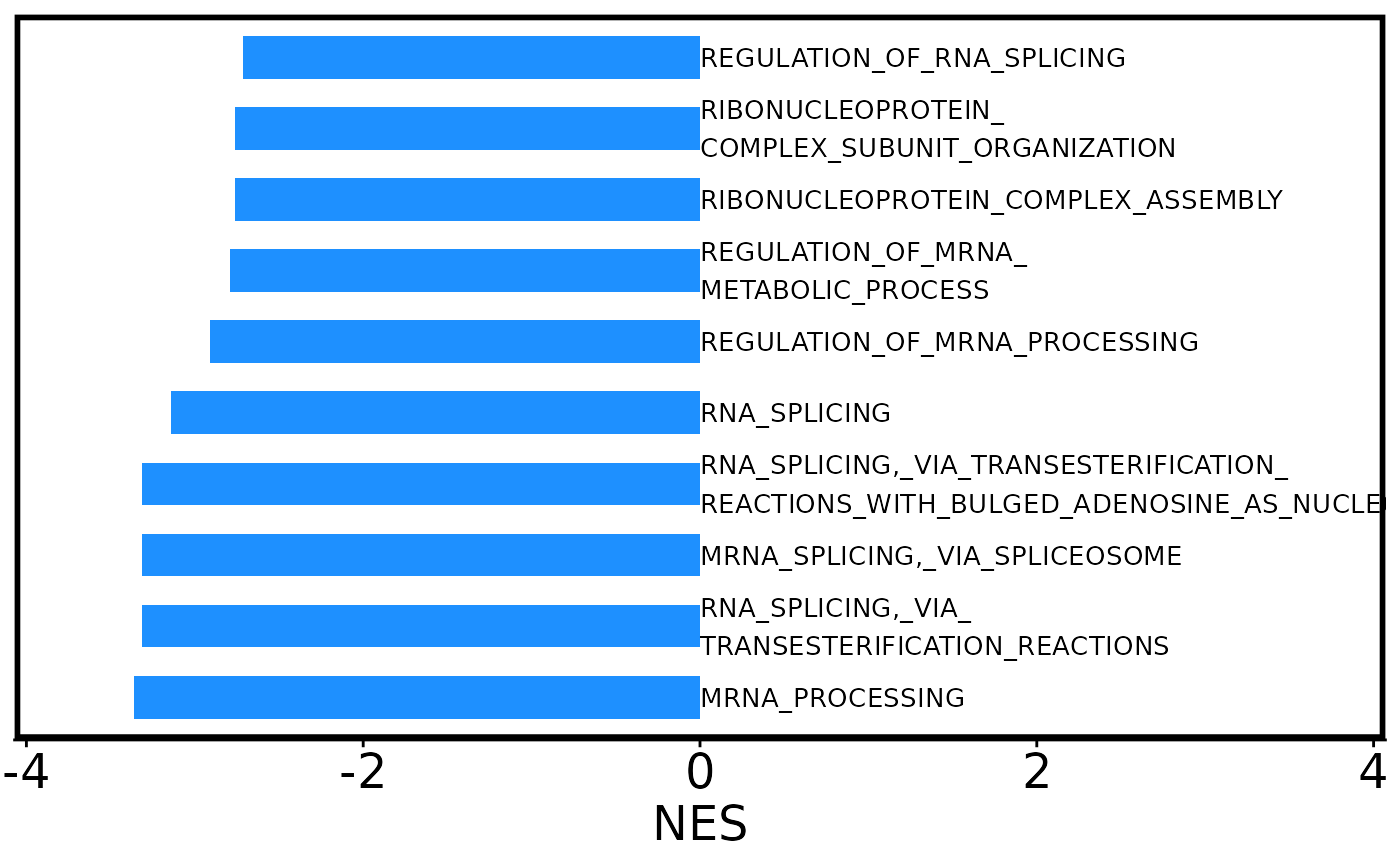 REGULATION_OF_RNA_SPLICING
RIBONUCLEOPROTEIN_
COMPLEX_SUBUNIT_ORGANIZATION
RIBONUCLEOPROTEIN_COMPLEX_ASSEMBLY
REGULATION_OF_MRNA_
METABOLIC_PROCESS
REGULATION_OF_MRNA_PROCESSING
RNA_SPLICING
RNA_SPLICING,_VIA_TRANSESTERIFICATION_
REACTIONS_WITH_BULGED_ADENOSINE_AS_NUCLE
MRNA_SPLICING,_VIA_SPLICEOSOME
RNA_SPLICING,_VIA_
TRANSESTERIFICATION_REACTIONS
MRNA_PROCESSING
-4 -2 0 2 4
NES